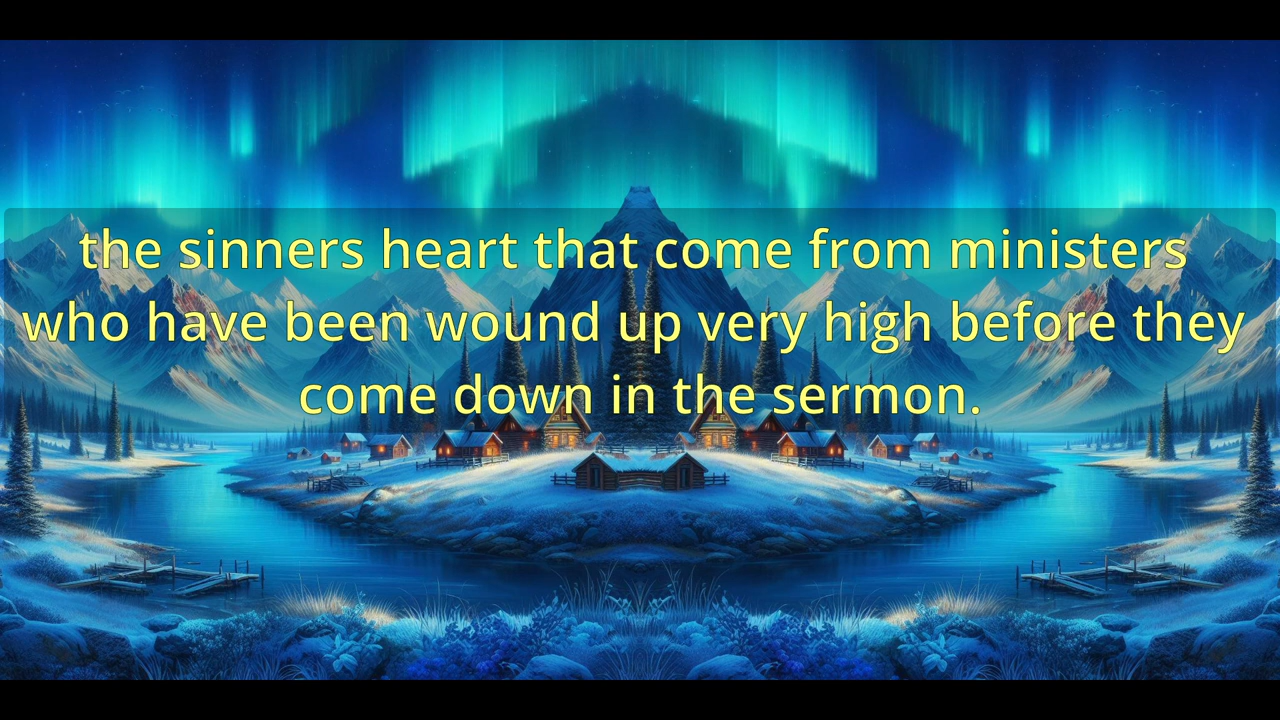 the sinners heart that come from ministers
who have been wound up very high before they
come down in the sermon.